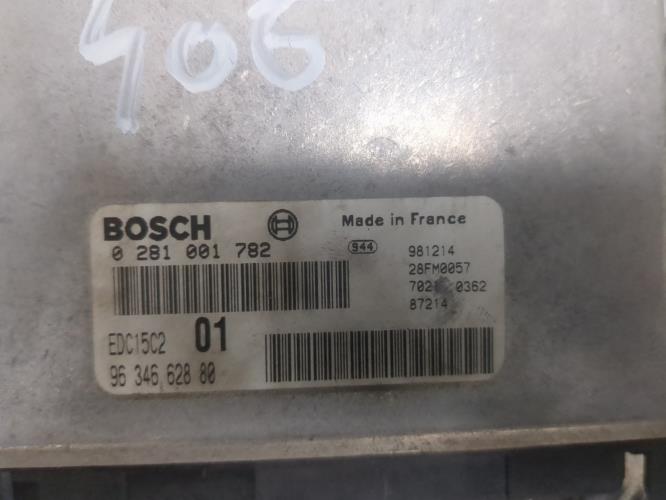 406
BOSCH Made in France
0 281 001 782 944 981214
28FM0057
0362
87214
EDC15C2 01
96 346 628 80